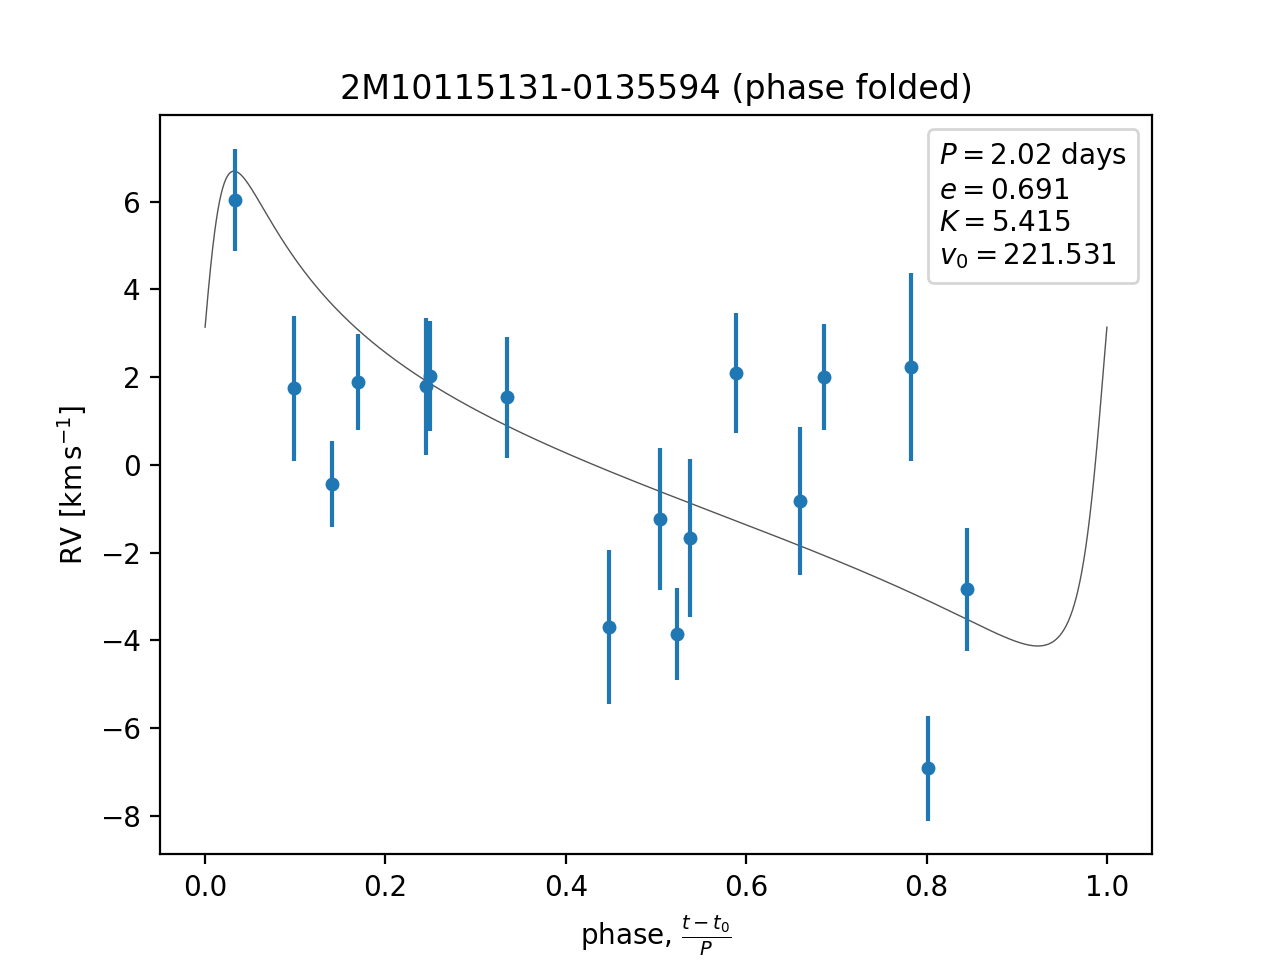 2M10115131-0135594 (phase folded)
P = 2.02 days
e = 0.691
K = 5.415
v₀ = 221.531
RV [km s⁻¹]
6
4
2
0
−2
−4
−6
−8
0.0 0.2 0.4 0.6 0.8 1.0
phase, (t − t₀)/P